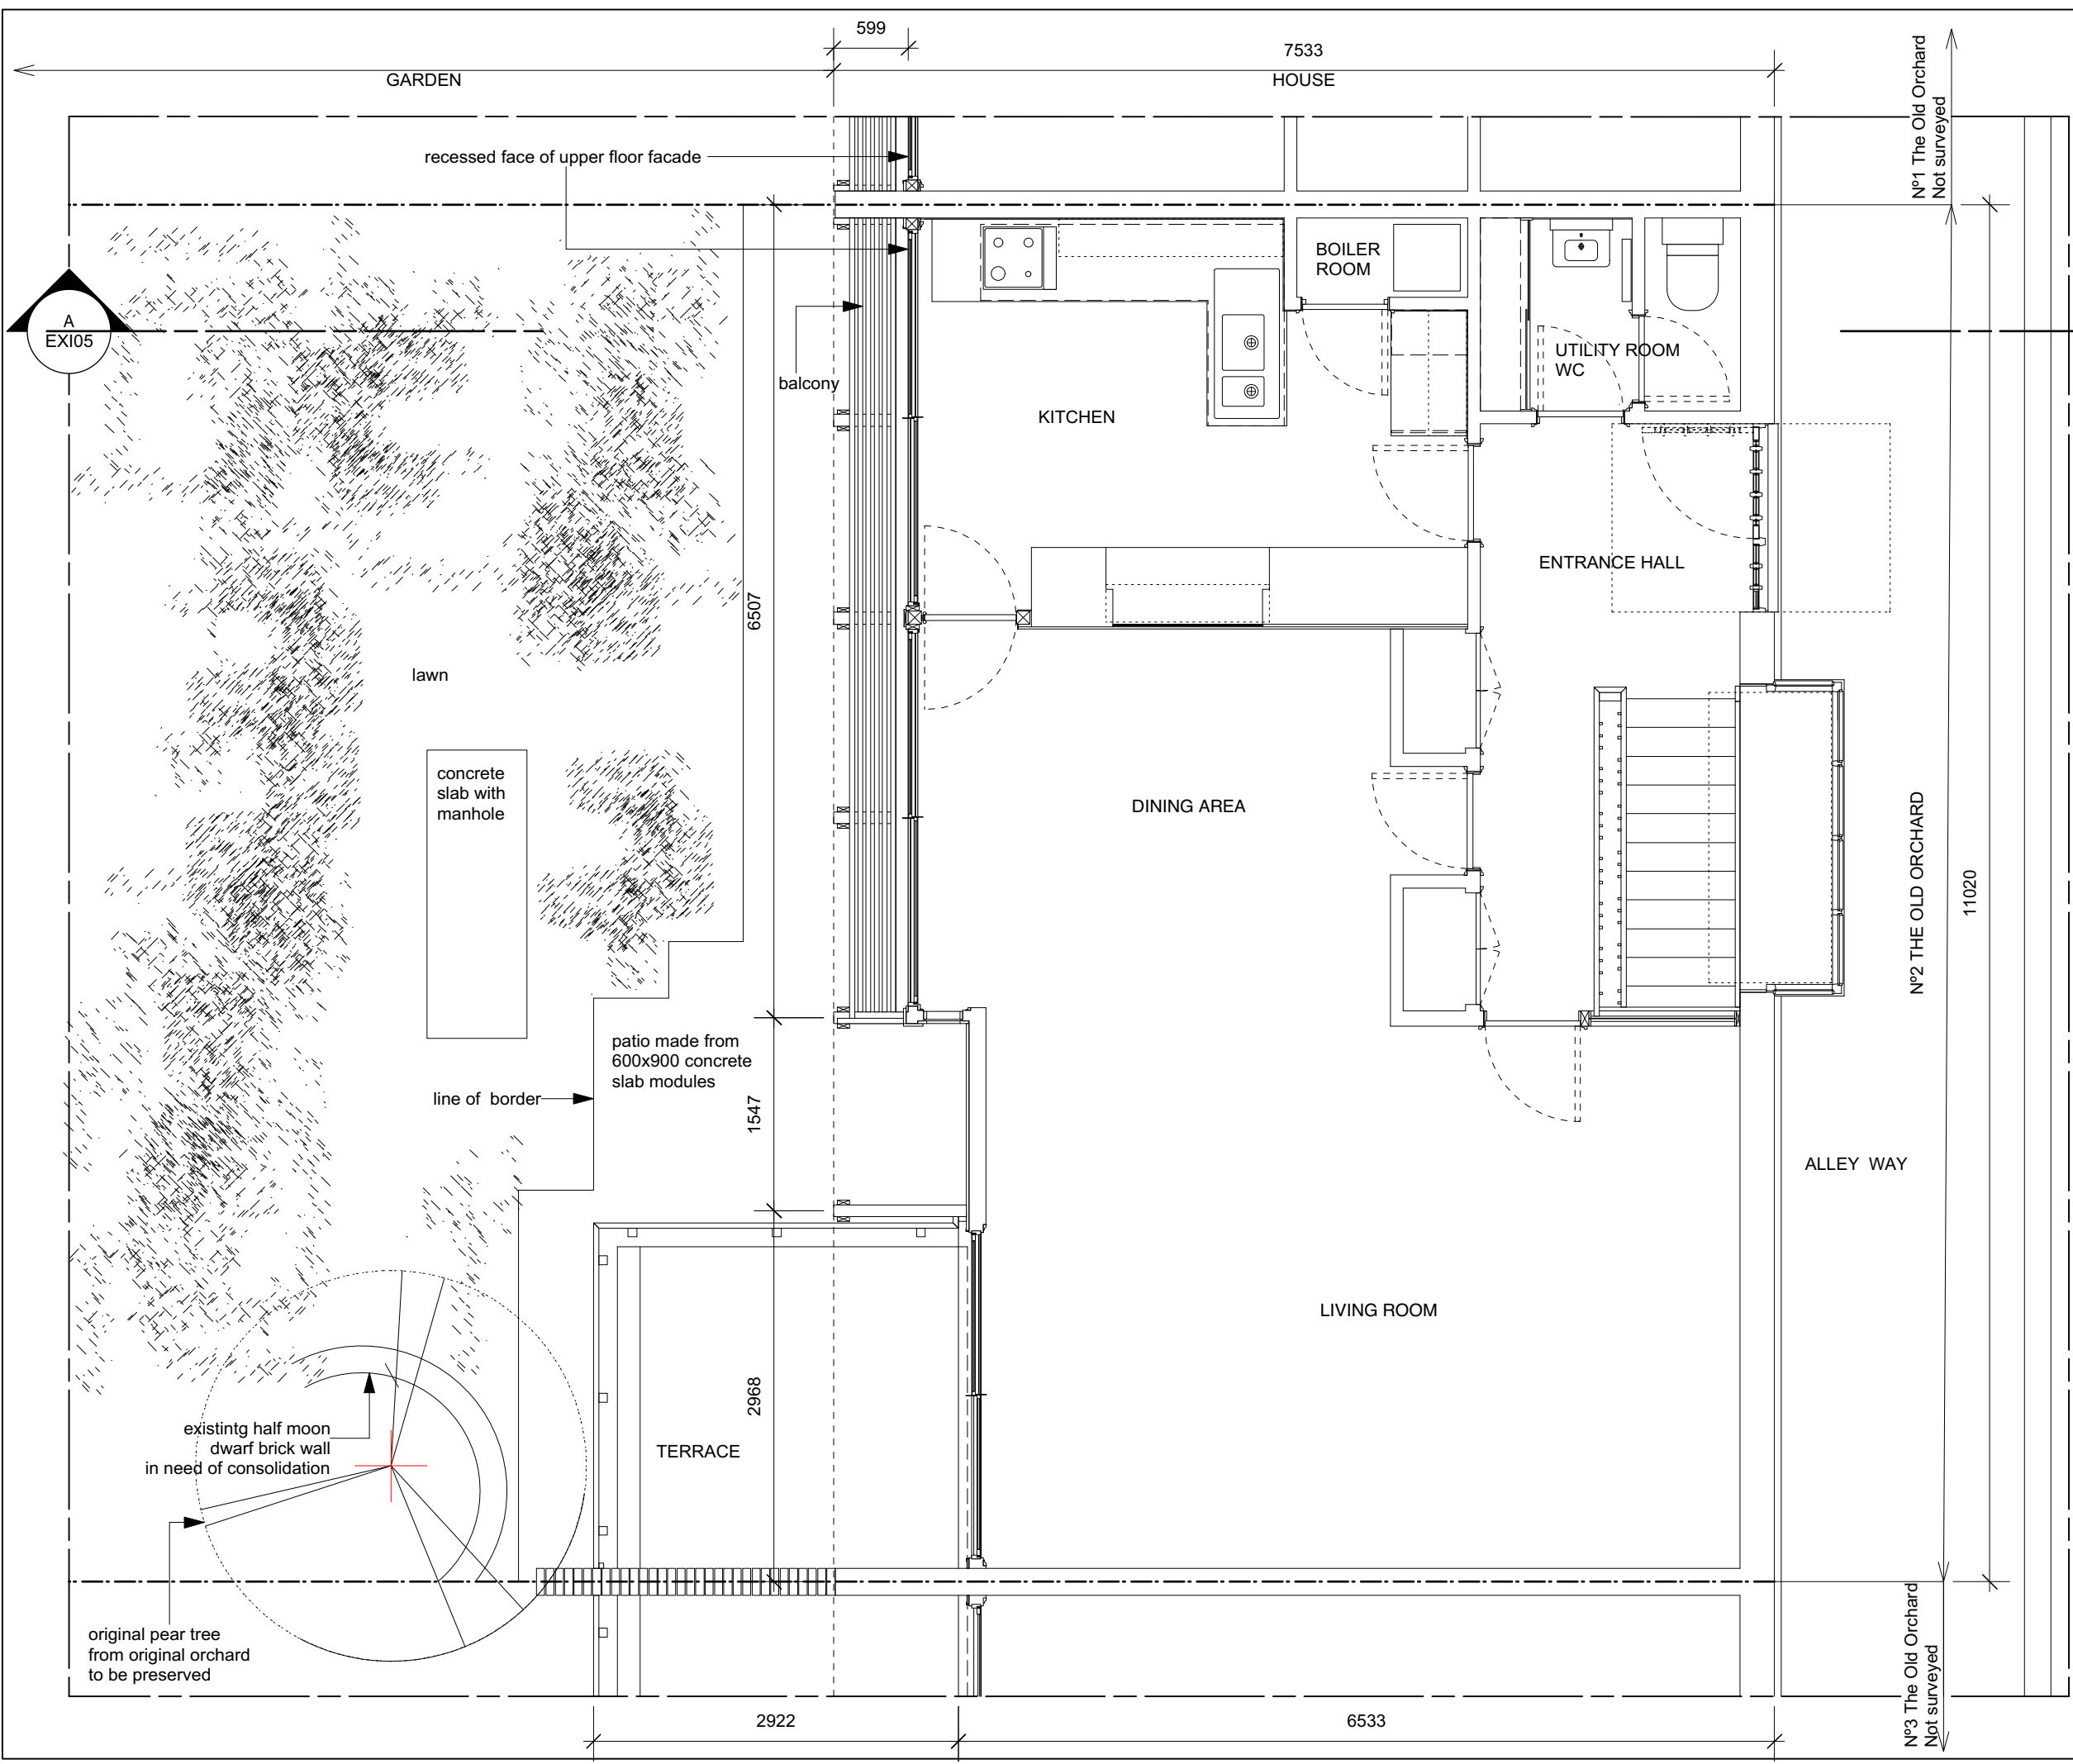 599
7533
GARDEN
HOUSE
Nº1 The Old Orchard
Not surveyed
recessed face of upper floor facade
BOILER
ROOM
A
EXI05
UTILITY ROOM
WC
balcony
KITCHEN
ENTRANCE HALL
6507
lawn
concrete
slab with
manhole
DINING AREA
Nº2 THE OLD ORCHARD
11020
patio made from
600x900 concrete
slab modules
line of border
1547
ALLEY WAY
LIVING ROOM
2968
existintg half moon
dwarf brick wall
in need of consolidation
TERRACE
original pear tree
from original orchard
to be preserved
Nº3 The Old Orchard
Not surveyed
2922
6533